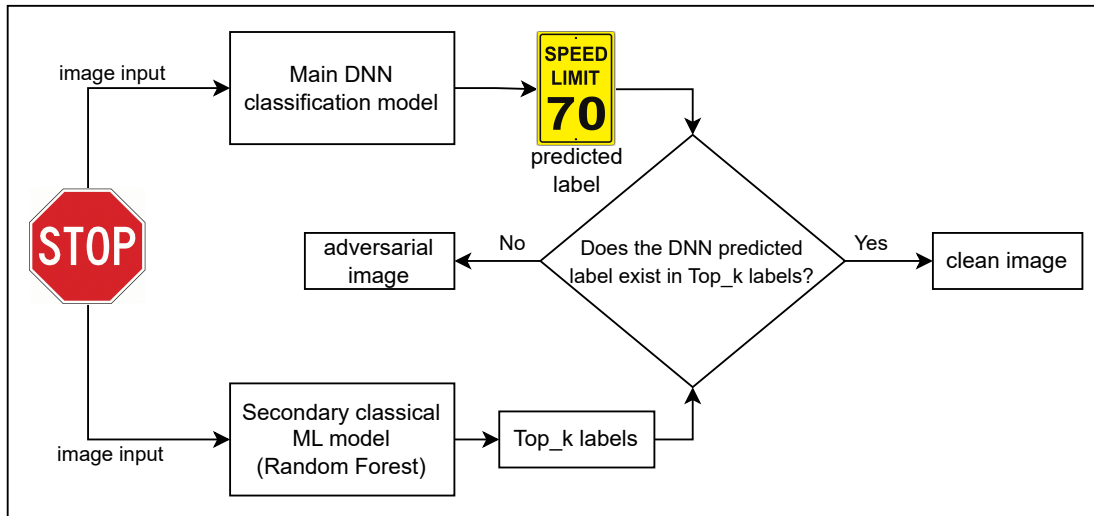 image input
Main DNN
classification model
SPEED
LIMIT
70
predicted
label
STOP
adversarial
image
No
Does the DNN predicted
label exist in Top_k labels?
Yes
clean image
image input
Secondary classical
ML model
(Random Forest)
Top_k labels